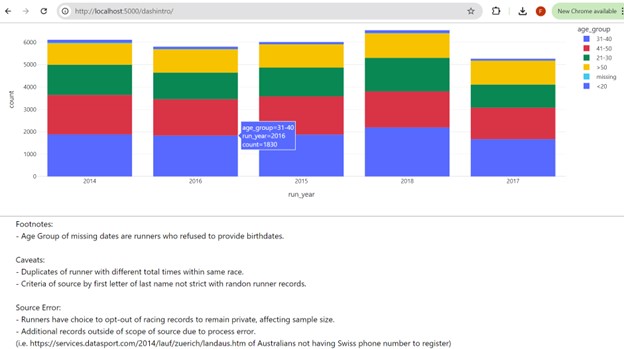 http://localhost:5000/dashintro/
F
New Chrome available
age_group
31-40
41-50
21-30
>50
missing
<20
count
6000
5000
4000
3000
2000
1000
0
age_group=31-40
run_year=2016
count=1830
2014
2016
2015
2018
2017
run_year
Footnotes:
- Age Group of missing dates are runners who refused to provide birthdates.
Caveats:
- Duplicates of runner with different total times within same race.
- Criteria of source by first letter of last name not strict with randon runner records.
Source Error:
- Runners have choice to opt-out of racing records to remain private, affecting sample size.
- Additional records outside of scope of source due to process error.
(i.e. https://services.datasport.com/2014/lauf/zuerich/landaus.htm of Australians not having Swiss phone number to register)